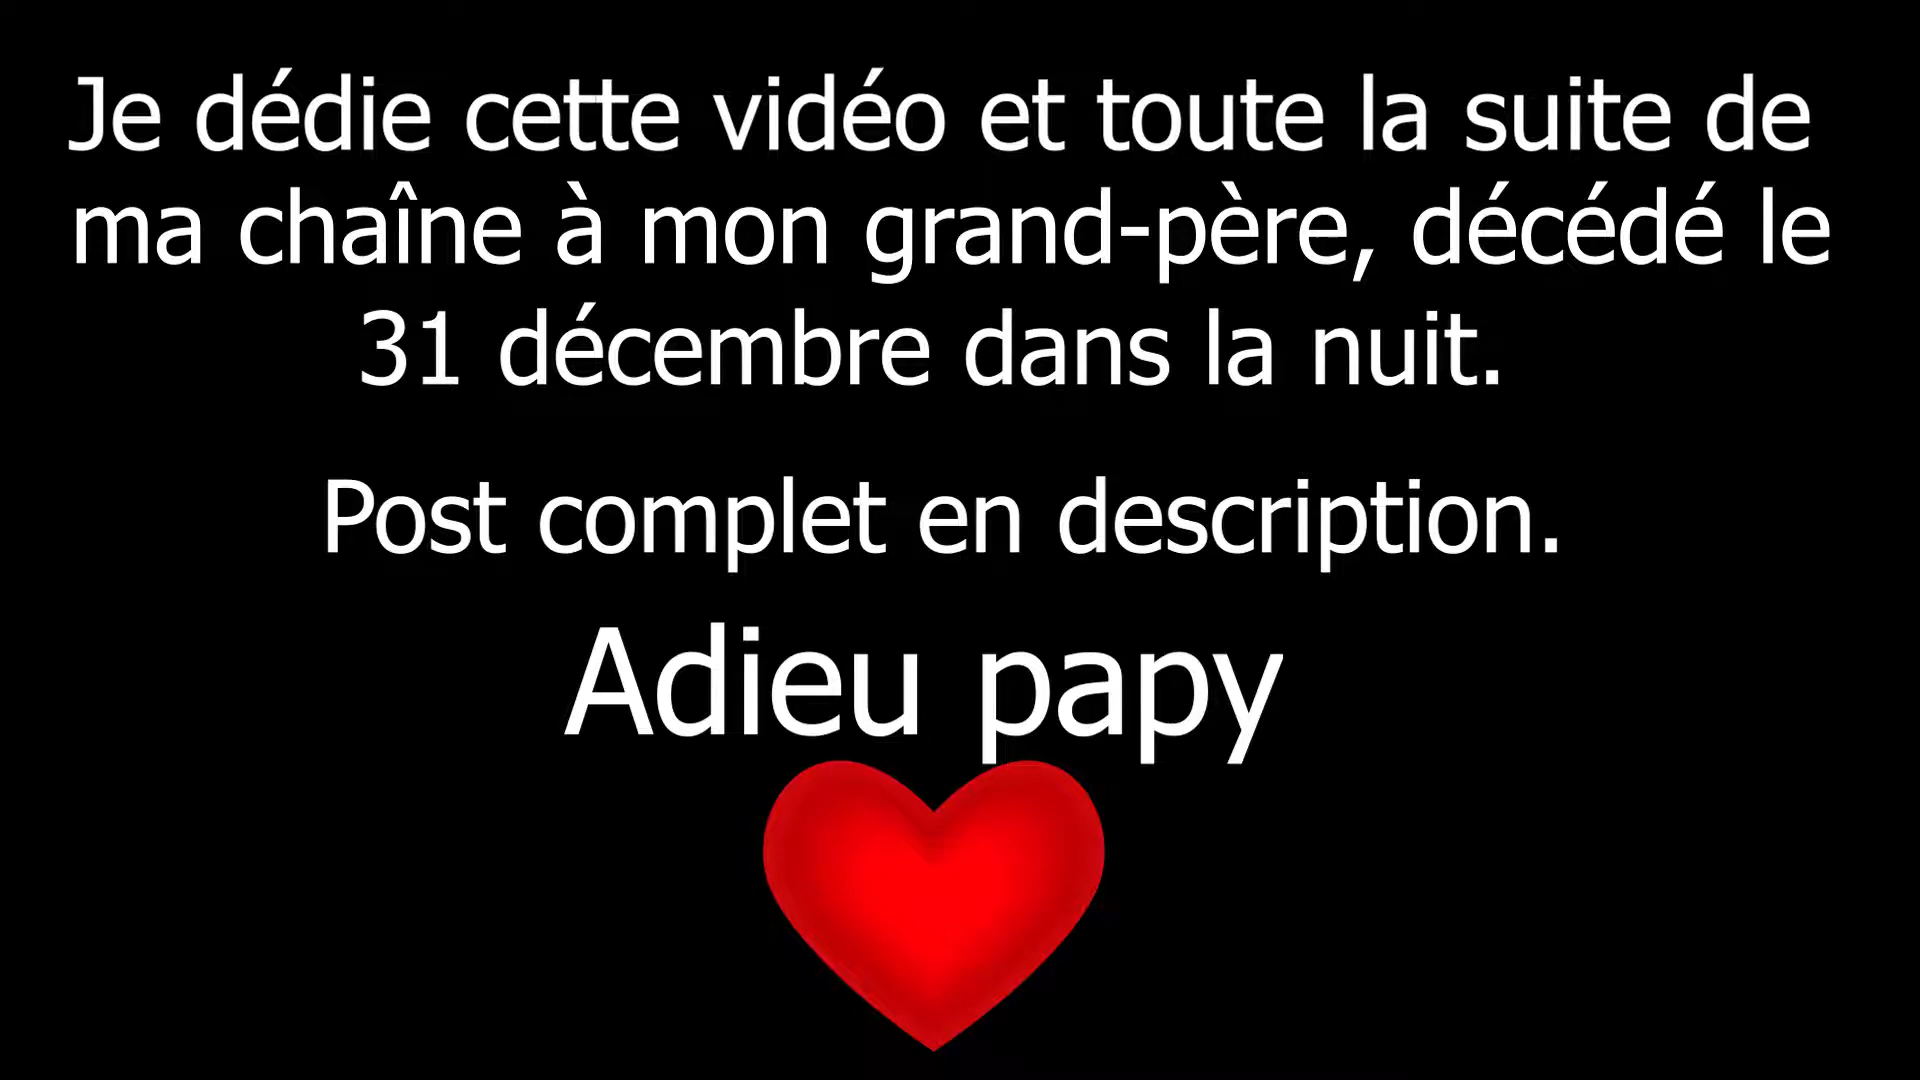 Je dédie cette vidéo et toute la suite de
ma chaîne à mon grand-père, décédé le
31 décembre dans la nuit.
Post complet en description.
Adieu papy